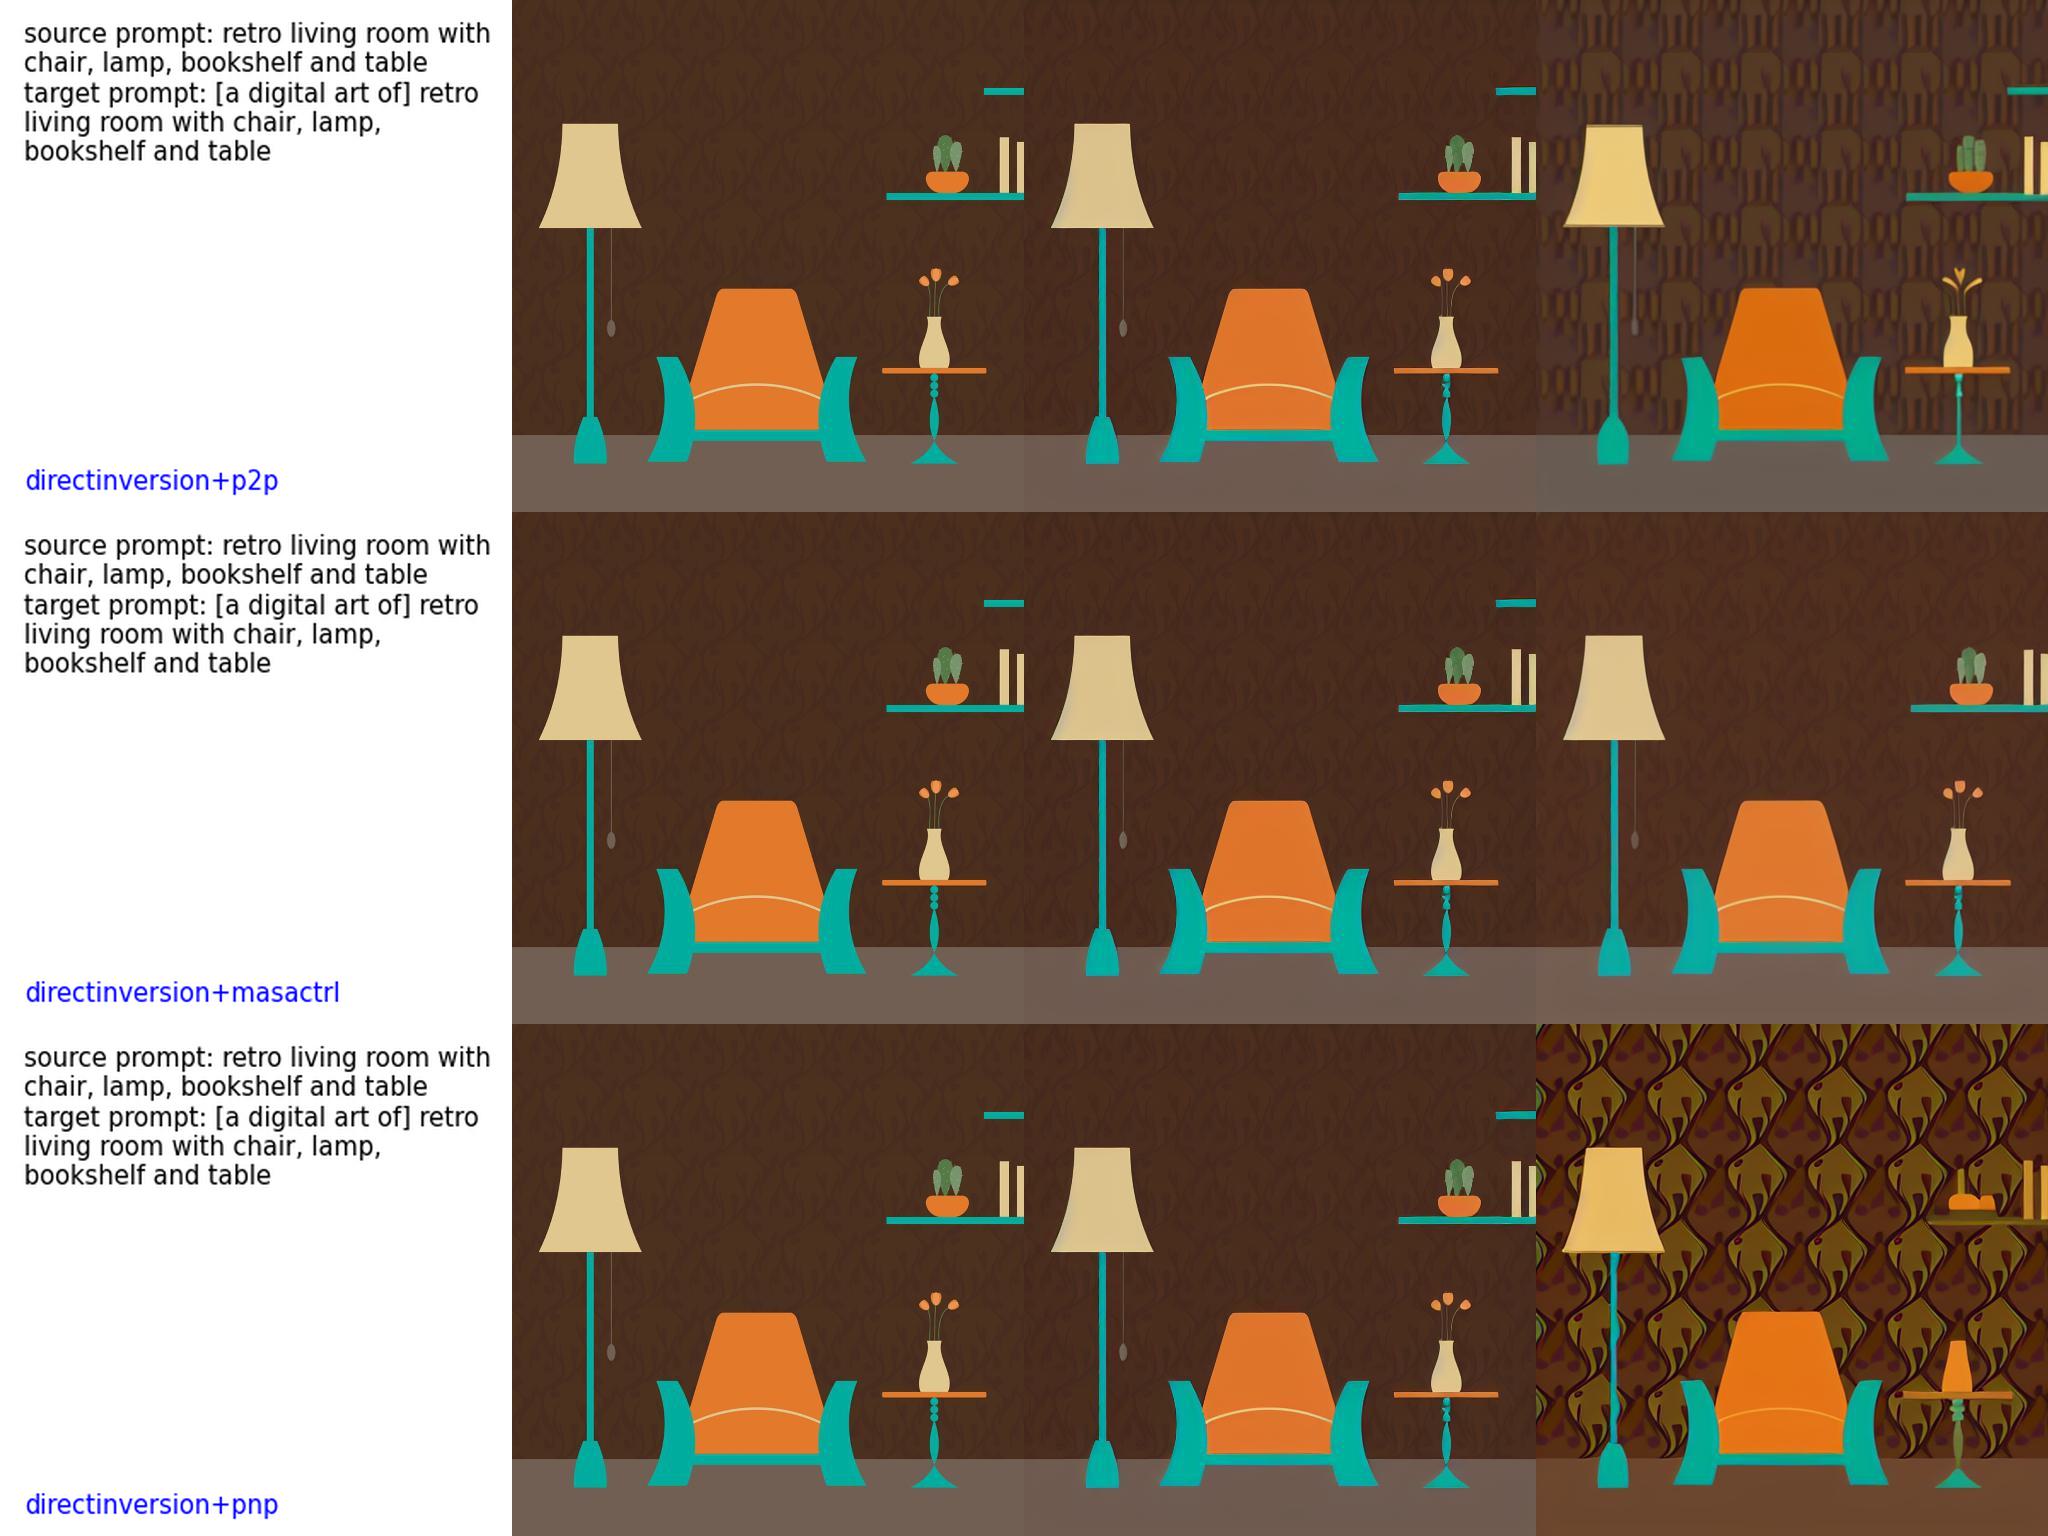 source prompt: retro living room with
chair, lamp, bookshelf and table
target prompt: [a digital art of] retro
living room with chair, lamp,
bookshelf and table
directinversion+p2p
source prompt: retro living room with
chair, lamp, bookshelf and table
target prompt: [a digital art of] retro
living room with chair, lamp,
bookshelf and table
directinversion+masactrl
source prompt: retro living room with
chair, lamp, bookshelf and table
target prompt: [a digital art of] retro
living room with chair, lamp,
bookshelf and table
directinversion+pnp